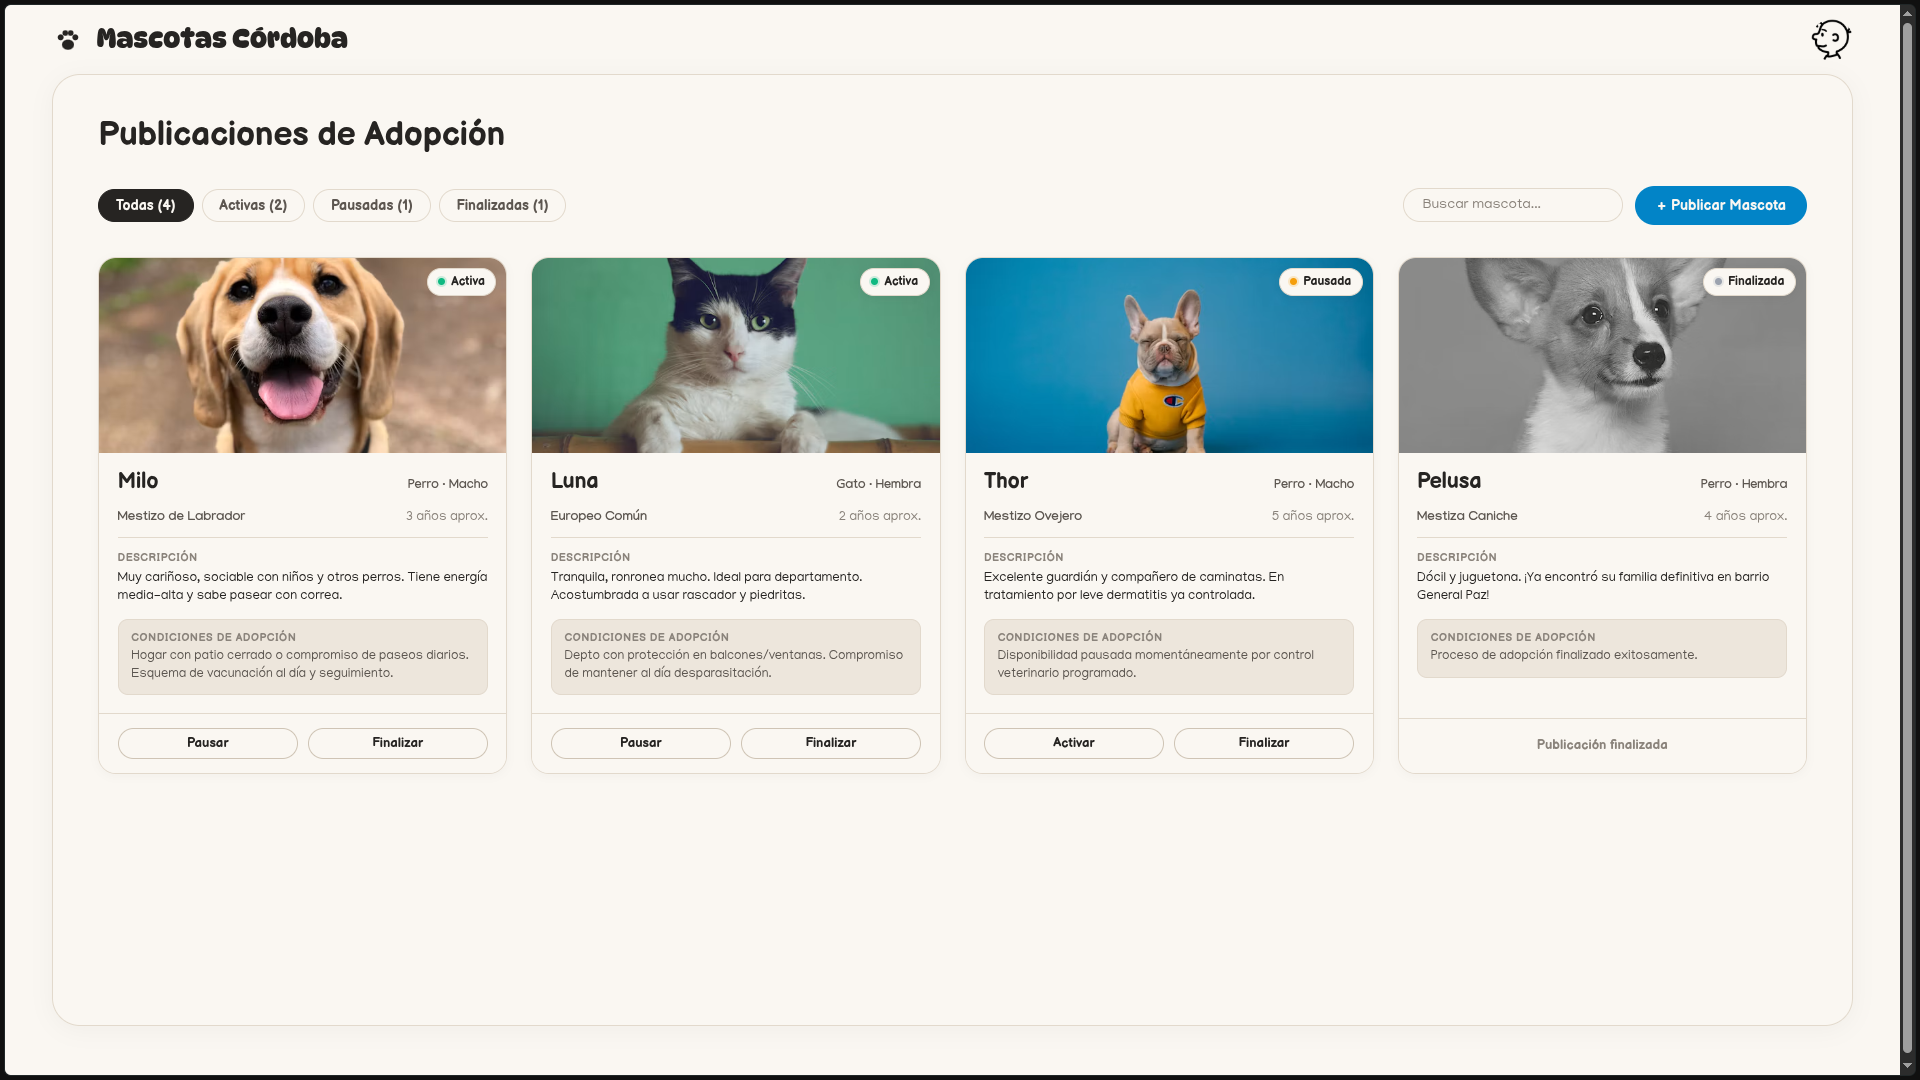 Mascotas Córdoba
Publicaciones de Adopción
Todas (4)
Activas (2)
Pausadas (1)
Finalizadas (1)
Buscar mascota...
+ Publicar Mascota
Activa
Milo
Perro · Macho
Mestizo de Labrador
3 años aprox.
DESCRIPCIÓN
Muy cariñoso, sociable con niños y otros perros. Tiene energía
media-alta y sabe pasear con correa.
CONDICIONES DE ADOPCIÓN
Hogar con patio cerrado o compromiso de paseos diarios.
Esquema de vacunación al día y seguimiento.
Pausar
Finalizar
Activa
Luna
Gato · Hembra
Europeo Común
2 años aprox.
DESCRIPCIÓN
Tranquila, ronronea mucho. Ideal para departamento.
Acostumbrada a usar rascador y piedritas.
CONDICIONES DE ADOPCIÓN
Depto con protección en balcones/ventanas. Compromiso
de mantener al día desparasitación.
Pausar
Finalizar
Pausada
Thor
Perro · Macho
Mestizo Ovejero
5 años aprox.
DESCRIPCIÓN
Excelente guardián y compañero de caminatas. En
tratamiento por leve dermatitis ya controlada.
CONDICIONES DE ADOPCIÓN
Disponibilidad pausada momentáneamente por control
veterinario programado.
Activar
Finalizar
Finalizada
Pelusa
Perro · Hembra
Mestiza Caniche
4 años aprox.
DESCRIPCIÓN
Dócil y juguetona. ¡Ya encontró su familia definitiva en barrio
General Paz!
CONDICIONES DE ADOPCIÓN
Proceso de adopción finalizado exitosamente.
Publicación finalizada